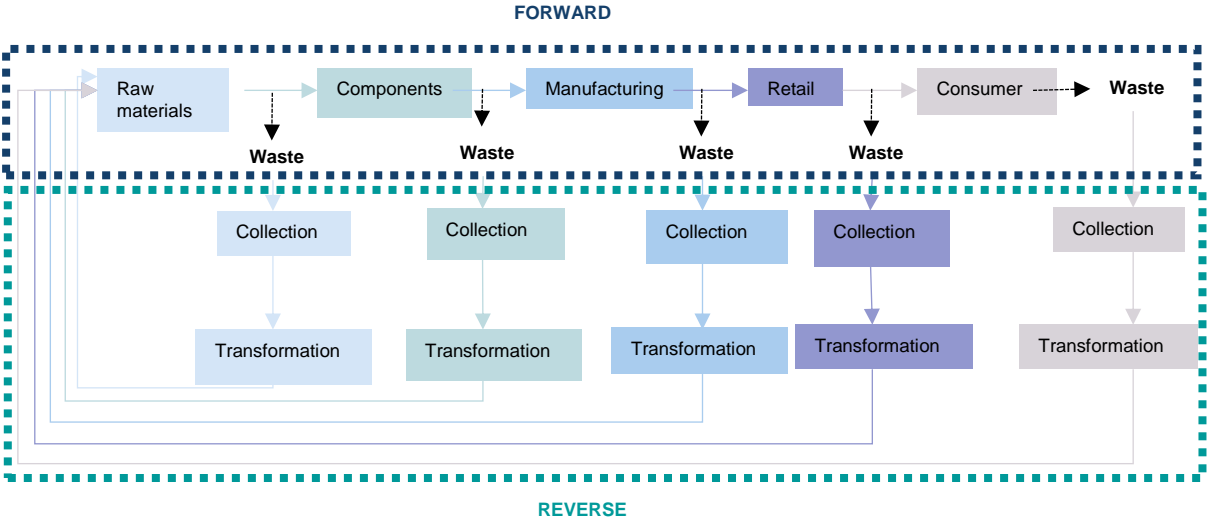 FORWARD
Raw
materials
Components
Manufacturing
Retail
Consumer
Waste
Waste
Waste
Waste
Waste
Collection
Collection
Collection
Collection
Collection
Transformation
Transformation
Transformation
Transformation
Transformation
REVERSE